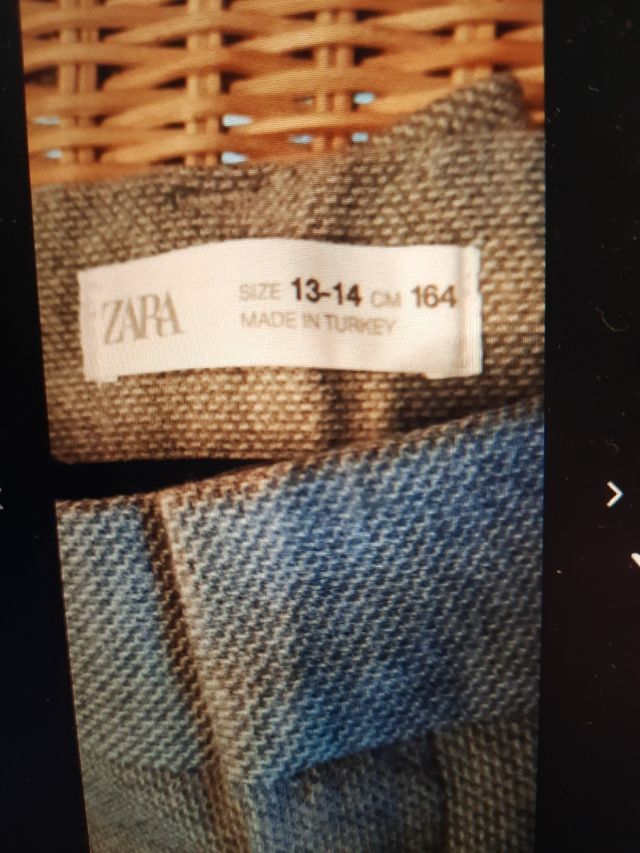 ZARA
SIZE 13-14 CM 164
MADE IN TURKEY